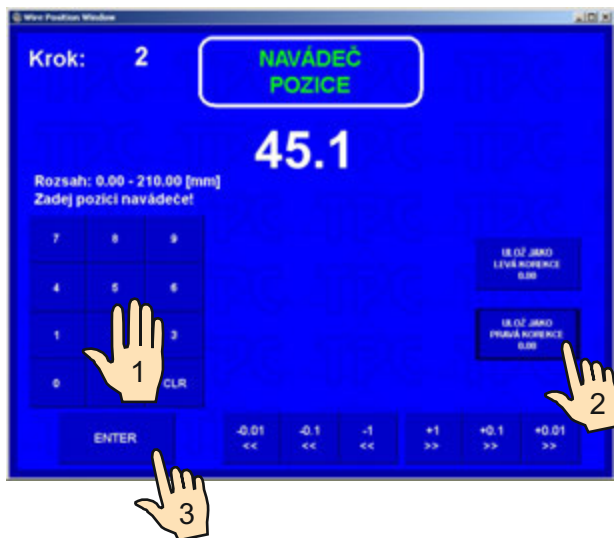 Wire Position Window
Krok: 2
NAVÁDEČ
POZICE
45.1
Rozsah: 0.00 - 210.00 [mm]
Zadej pozici navádeče!
7 8 9
4 5 6
1 3
0 CLR
1
ULOŽ JAKO
LEVÁ KOREKCE
0.00
ULOŽ JAKO
PRAVÁ KOREKCE
0.00
2
ENTER
3
-0.01 -0.1 -1 +1 +0.1 +0.01
<< << << >> >> >>